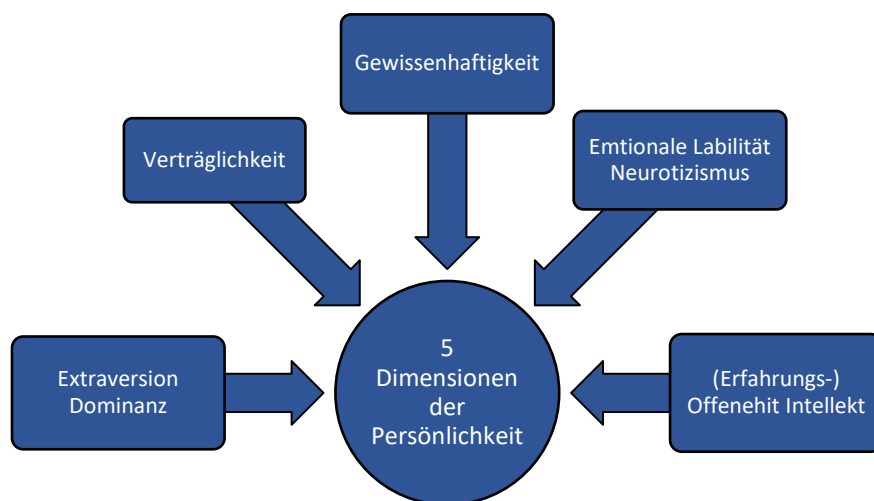 Gewissenhaftigkeit
Verträglichkeit
Emtionale Labilität
Neurotizismus
Extraversion
Dominanz
5
Dimensionen
der
Persönlichkeit
(Erfahrungs-)
Offenehit Intellekt